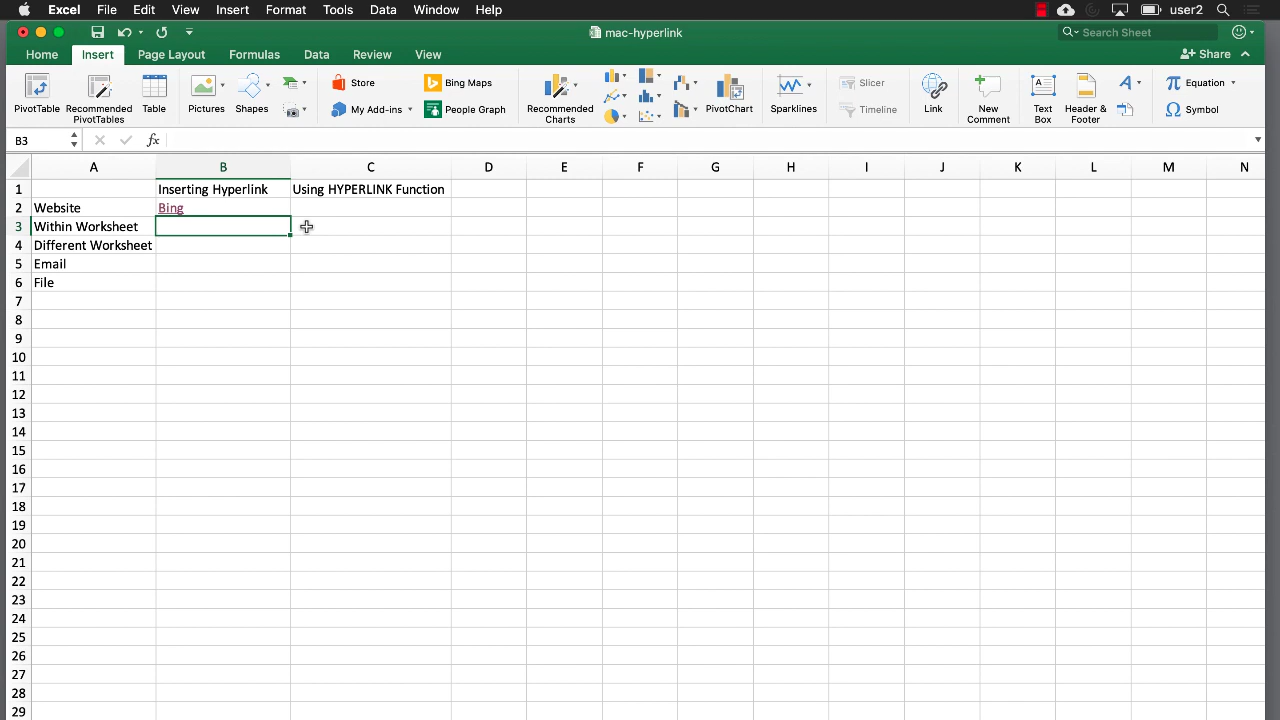 Excel File Edit View Insert Format Tools Data Window Help user2
mac-hyperlink Search Sheet
Home Insert Page Layout Formulas Data Review View Share
Store Bing Maps Slicer Equation
PivotTable Recommended PivotTables Table Pictures Shapes My Add-ins People Graph Recommended Charts PivotChart Sparklines Timeline Link New Comment Text Box Header & Footer Symbol
B3 fx
A B C D E F G H I J K L M N
1 Inserting Hyperlink Using HYPERLINK Function
2 Website Bing
3 Within Worksheet
4 Different Worksheet
5 Email
6 File
7
8
9
10
11
12
13
14
15
16
17
18
19
20
21
22
23
24
25
26
27
28
29